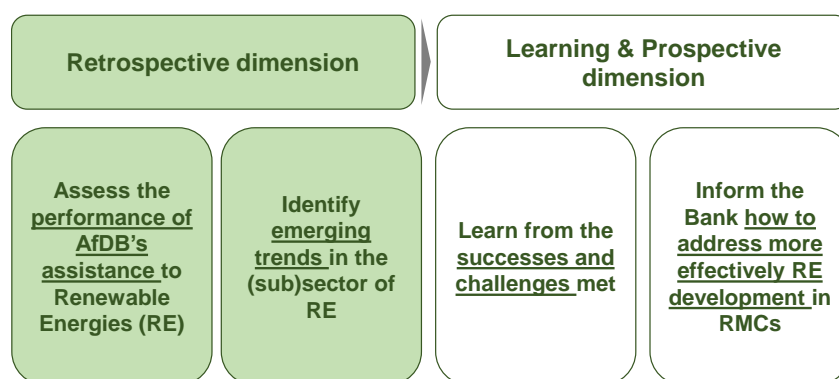 Retrospective dimension
Learning & Prospective
dimension
Assess the
performance of
AfDB's
assistance to
Renewable
Energies (RE)
Identify
emerging
trends in the
(sub)sector of
RE
Learn from the
successes and
challenges met
Inform the
Bank how to
address more
effectively RE
development in
RMCs